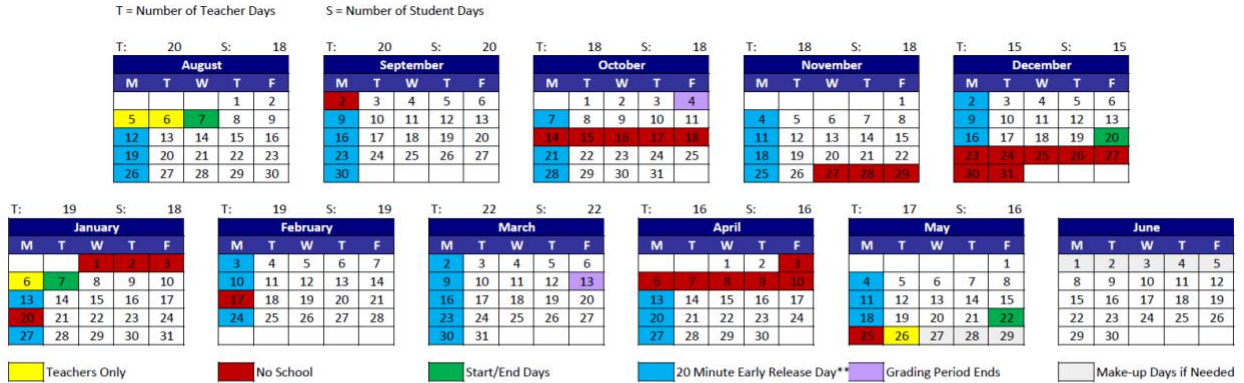 T = Number of Teacher Days S = Number of Student Days
T: 20 S: 18 T: 20 S: 20 T: 18 S: 18 T: 18 S: 18 T: 15 S: 15
August September October November December
M T W T F M T W T F M T W T F M T W T F M T W T F
1 2 2 3 4 5 6 1 2 3 4 1 2 3 4 5 6
5 6 7 8 9 9 10 11 12 13 7 8 9 10 11 4 5 6 7 8 9 10 11 12 13
12 13 14 15 16 16 17 18 19 20 14 15 16 17 18 11 12 13 14 15 16 17 18 19 20
19 20 21 22 23 23 24 25 26 27 21 22 23 24 25 18 19 20 21 22 23 24 25 26 27
26 27 28 29 30 30 28 29 30 31 25 26 27 28 29 30 31
T: 19 S: 18 T: 19 S: 19 T: 22 S: 22 T: 16 S: 16 T: 17 S: 16
January February March April May June
M T W T F M T W T F M T W T F M T W T F M T W T F M T W T F
1 2 3 3 4 5 6 7 2 3 4 5 6 1 2 3 1 1 2 3 4 5
6 7 8 9 10 10 11 12 13 14 9 10 11 12 13 6 7 8 9 10 4 5 6 7 8 8 9 10 11 12
13 14 15 16 17 17 18 19 20 21 16 17 18 19 20 13 14 15 16 17 11 12 13 14 15 15 16 17 18 19
20 21 22 23 24 24 25 26 27 28 23 24 25 26 27 20 21 22 23 24 18 19 20 21 22 22 23 24 25 26
27 28 29 30 31 30 31 27 28 29 30 25 26 27 28 29 29 30
Teachers Only No School Start/End Days 20 Minute Early Release Day** Grading Period Ends Make-up Days if Needed